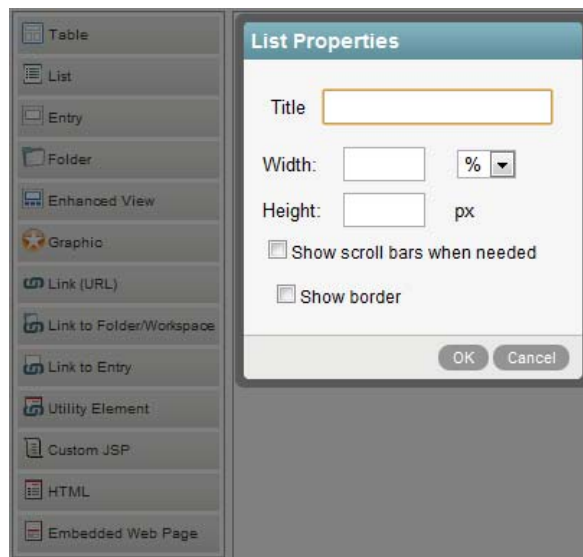 Table
List
Entry
Folder
Enhanced View
Graphic
Link (URL)
Link to Folder/Workspace
Link to Entry
Utility Element
Custom JSP
HTML
Embedded Web Page
List Properties
Title
Width: %
Height: px
Show scroll bars when needed
Show border
OK Cancel